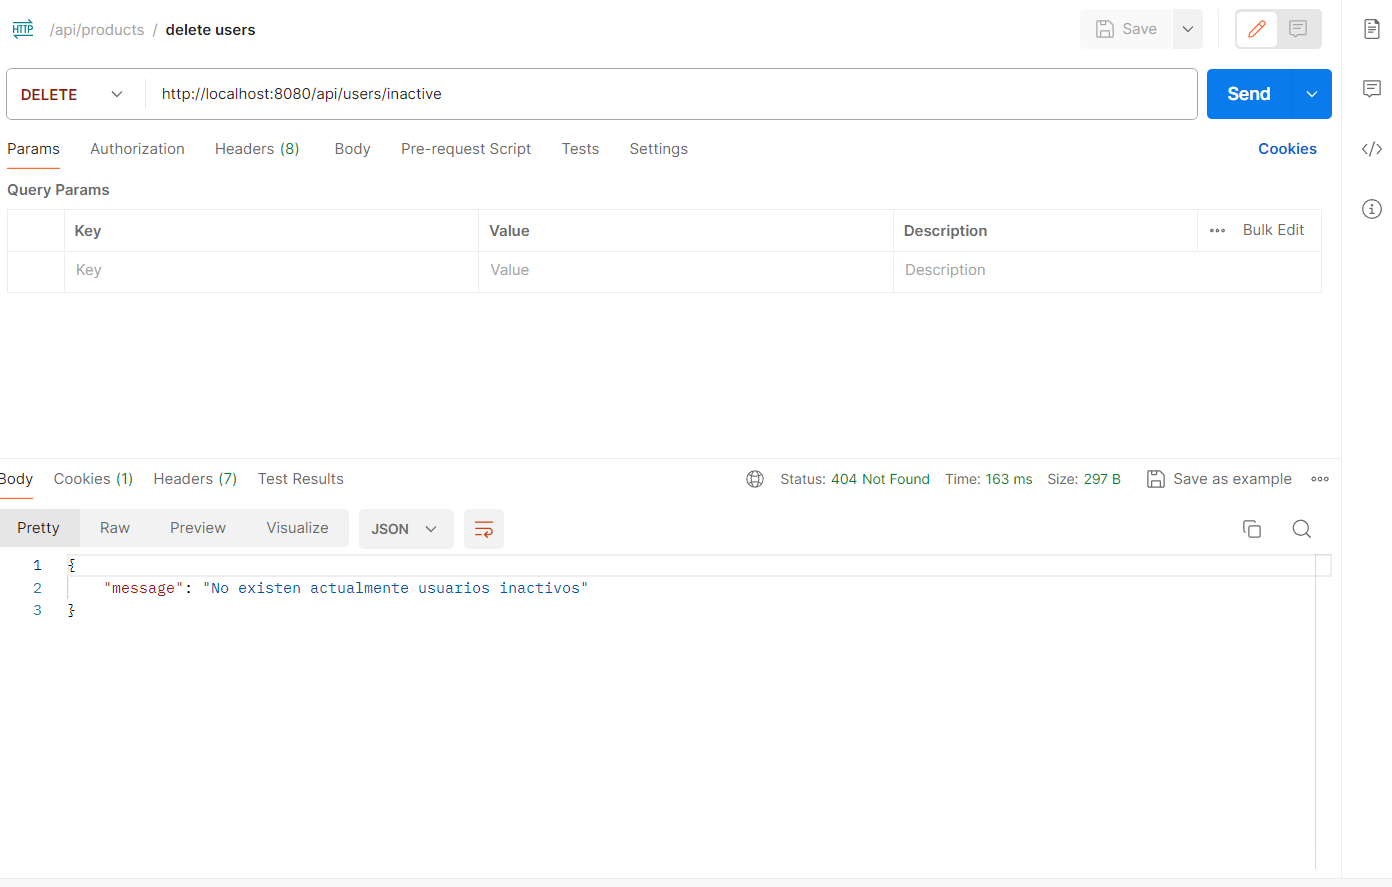 HTTP /api/products / delete users Save
DELETE http://localhost:8080/api/users/inactive Send
Params Authorization Headers (8) Body Pre-request Script Tests Settings Cookies
Query Params
Key Value Description Bulk Edit
Key Value Description
Body Cookies (1) Headers (7) Test Results Status: 404 Not Found Time: 163 ms Size: 297 B Save as example
Pretty Raw Preview Visualize JSON
1 {
2 "message": "No existen actualmente usuarios inactivos"
3 }